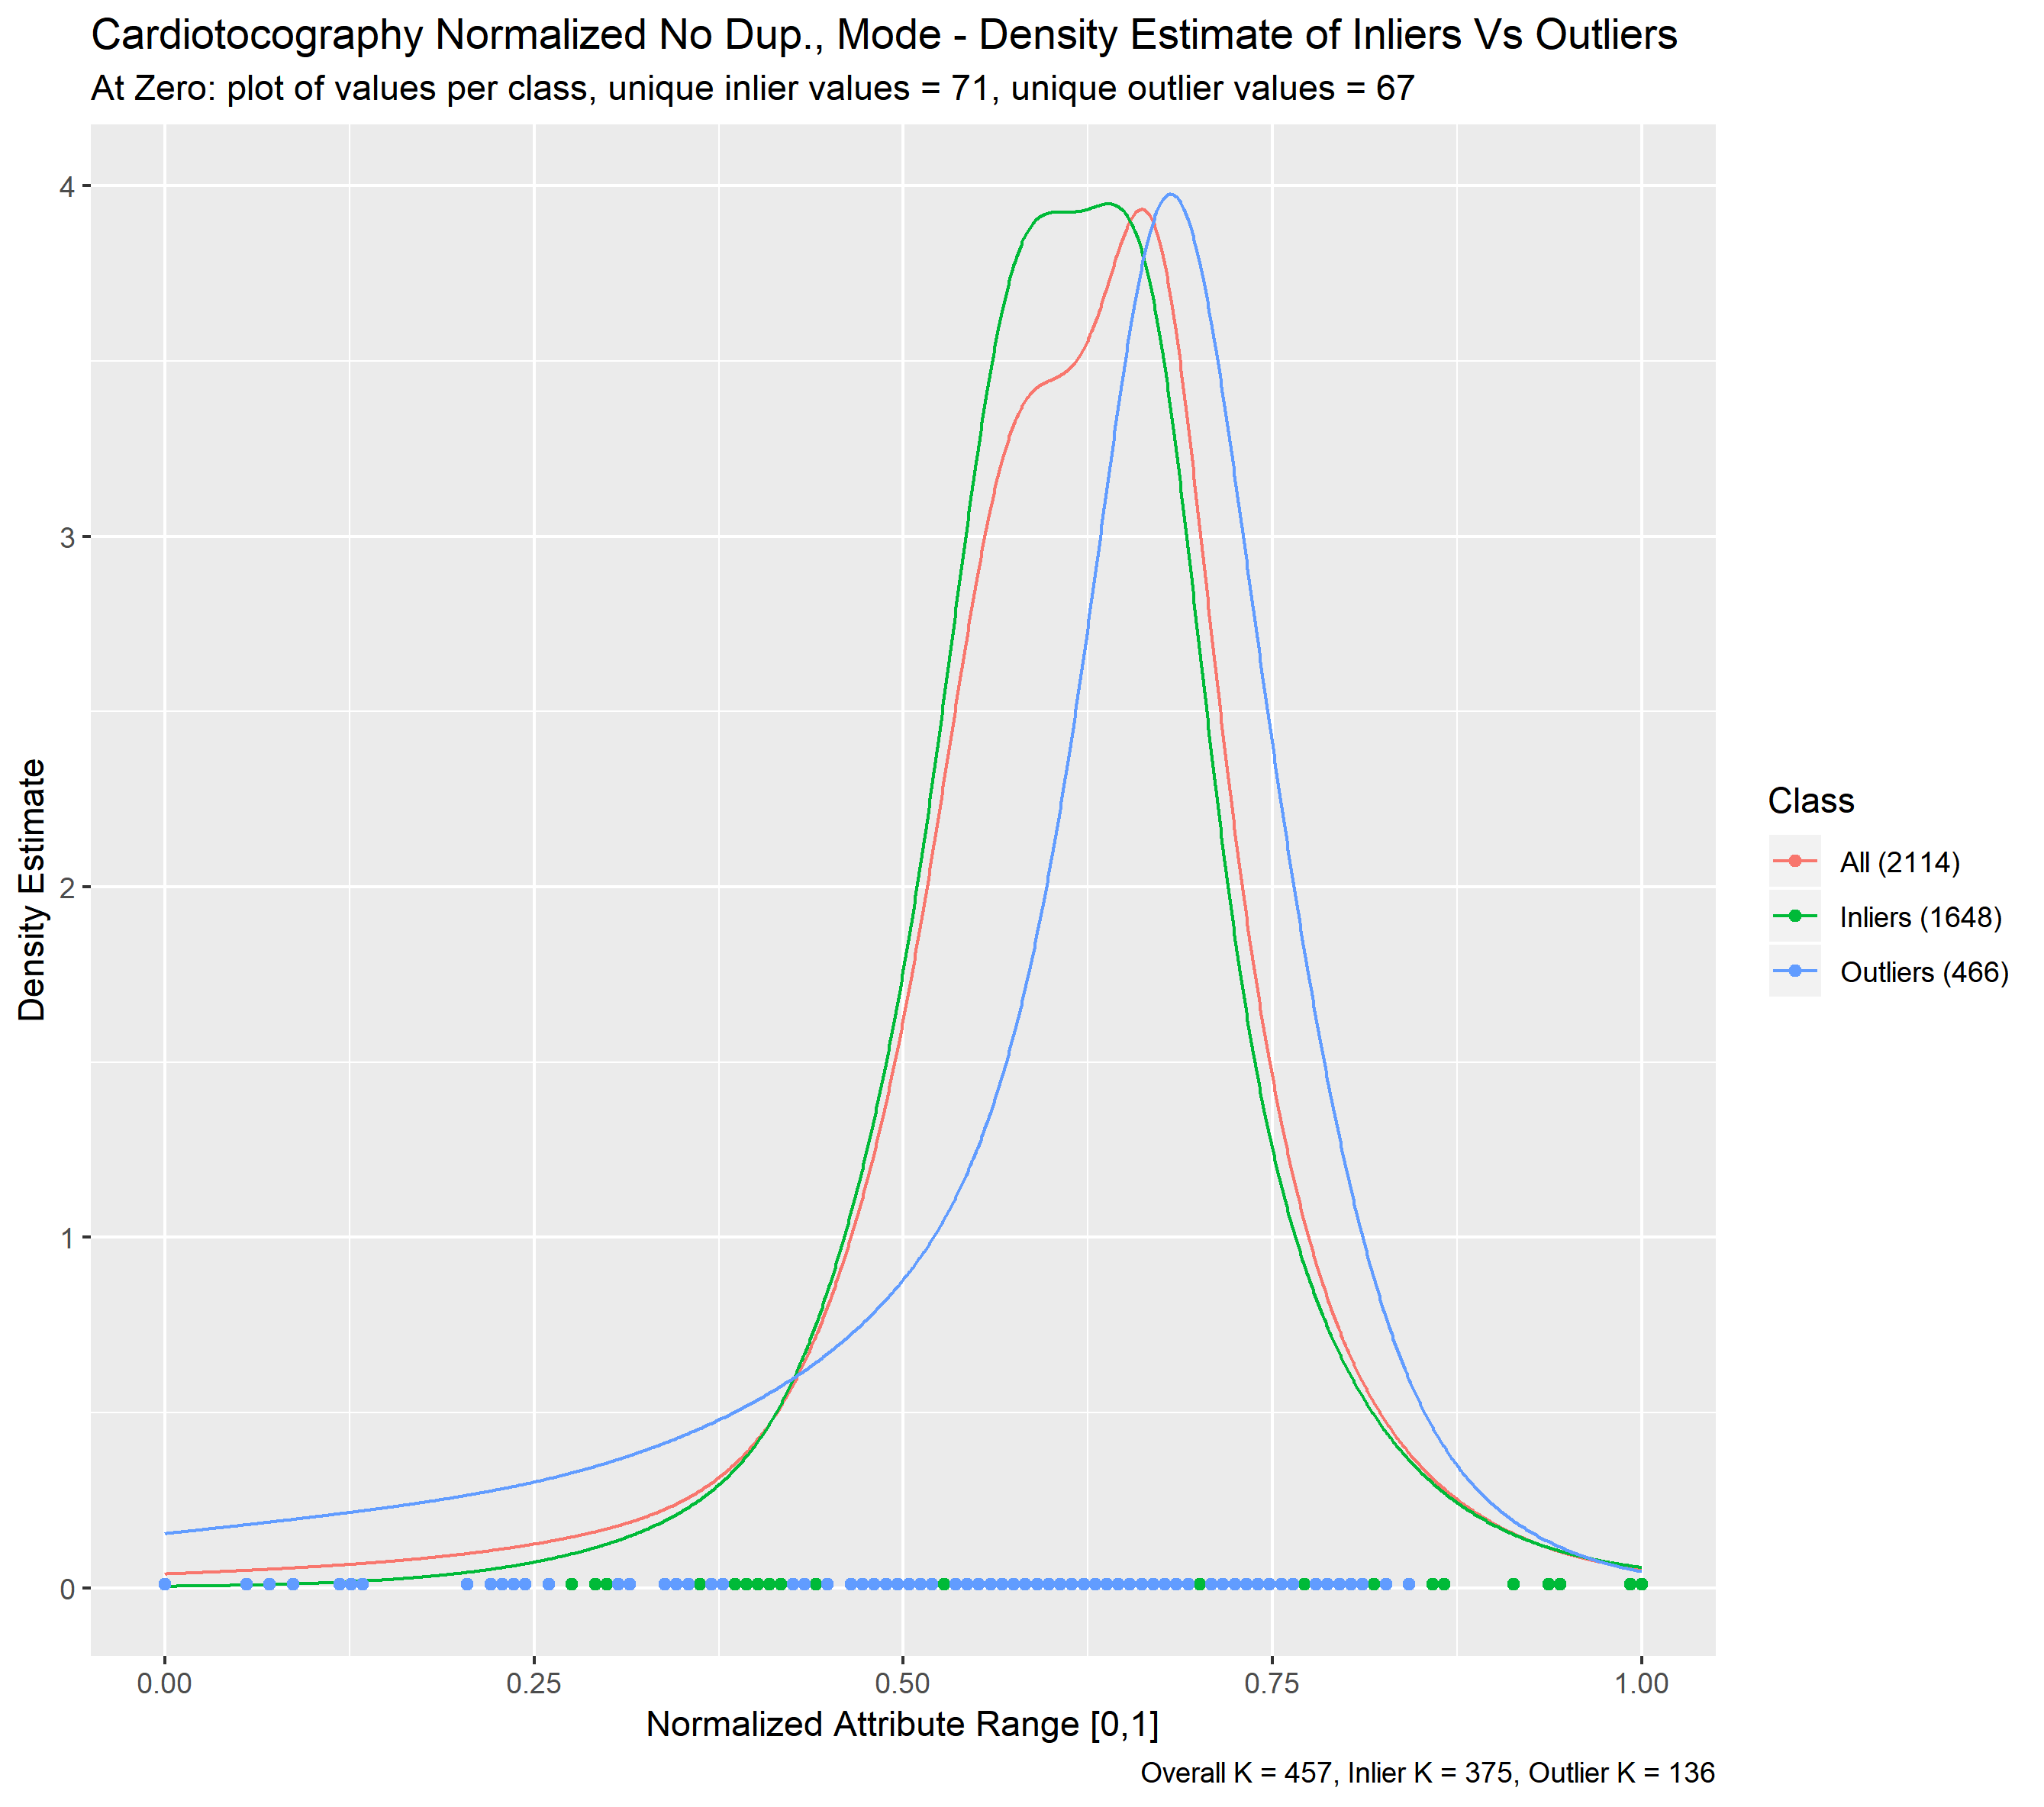 Cardiotocography Normalized No Dup., Mode - Density Estimate of Inliers Vs Outliers
At Zero: plot of values per class, unique inlier values = 71, unique outlier values = 67
4
3
2
1
0
Density Estimate
0.00
0.25
0.50
0.75
1.00
Normalized Attribute Range [0,1]
Overall K = 457, Inlier K = 375, Outlier K = 136
Class
All (2114)
Inliers (1648)
Outliers (466)